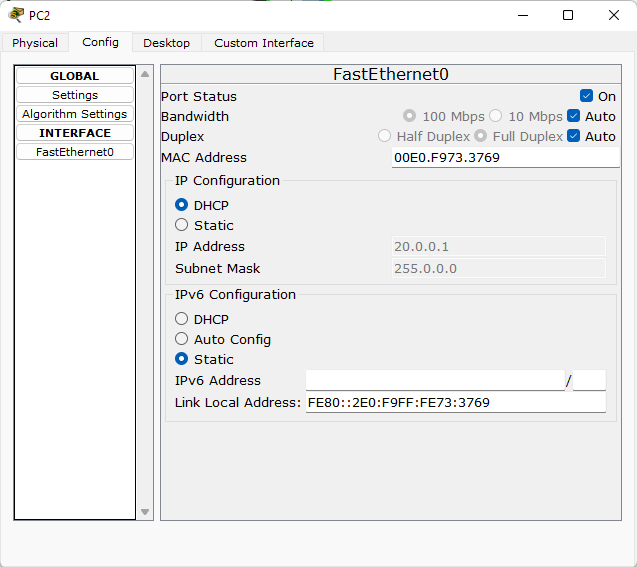 PC2
Physical Config Desktop Custom Interface
GLOBAL
Settings
Algorithm Settings
INTERFACE
FastEthernet0
FastEthernet0
Port Status On
Bandwidth 100 Mbps 10 Mbps Auto
Duplex Half Duplex Full Duplex Auto
MAC Address 00E0.F973.3769
IP Configuration
DHCP
Static
IP Address 20.0.0.1
Subnet Mask 255.0.0.0
IPv6 Configuration
DHCP
Auto Config
Static
IPv6 Address /
Link Local Address: FE80::2E0:F9FF:FE73:3769